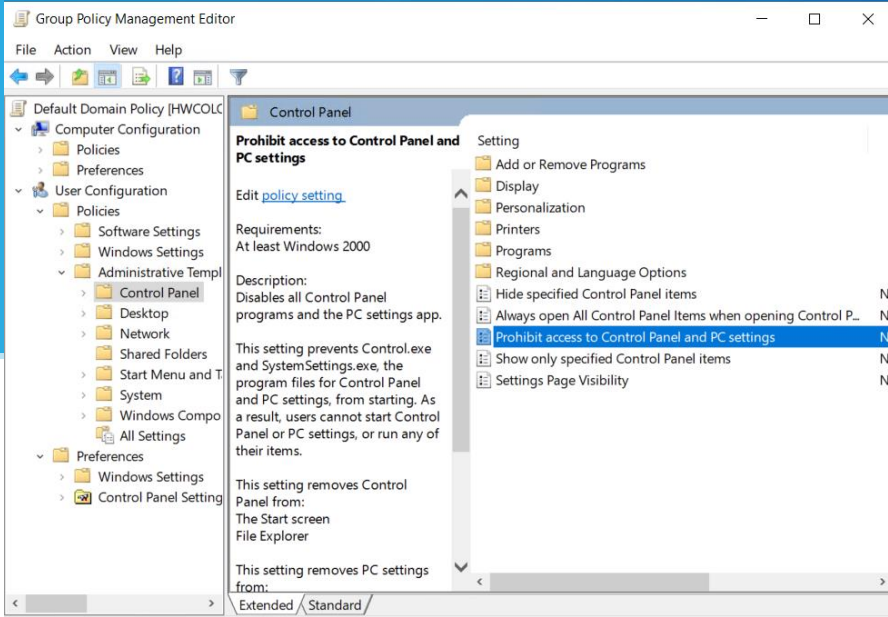 Group Policy Management Editor
File Action View Help
Default Domain Policy [HWCOLC
Computer Configuration
Policies
Preferences
User Configuration
Policies
Software Settings
Windows Settings
Administrative Templ
Control Panel
Desktop
Network
Shared Folders
Start Menu and T
System
Windows Compo
All Settings
Preferences
Windows Settings
Control Panel Setting
Control Panel
Prohibit access to Control Panel and
PC settings
Edit policy setting
Requirements:
At least Windows 2000
Description:
Disables all Control Panel
programs and the PC settings app.
This setting prevents Control.exe
and SystemSettings.exe, the
program files for Control Panel
and PC settings, from starting. As
a result, users cannot start Control
Panel or PC settings, or run any of
their items.
This setting removes Control
Panel from:
The Start screen
File Explorer
This setting removes PC settings
from:
Setting
Add or Remove Programs
Display
Personalization
Printers
Programs
Regional and Language Options
Hide specified Control Panel items N
Always open All Control Panel Items when opening Control P... N
Prohibit access to Control Panel and PC settings N
Show only specified Control Panel items N
Settings Page Visibility N
Extended Standard